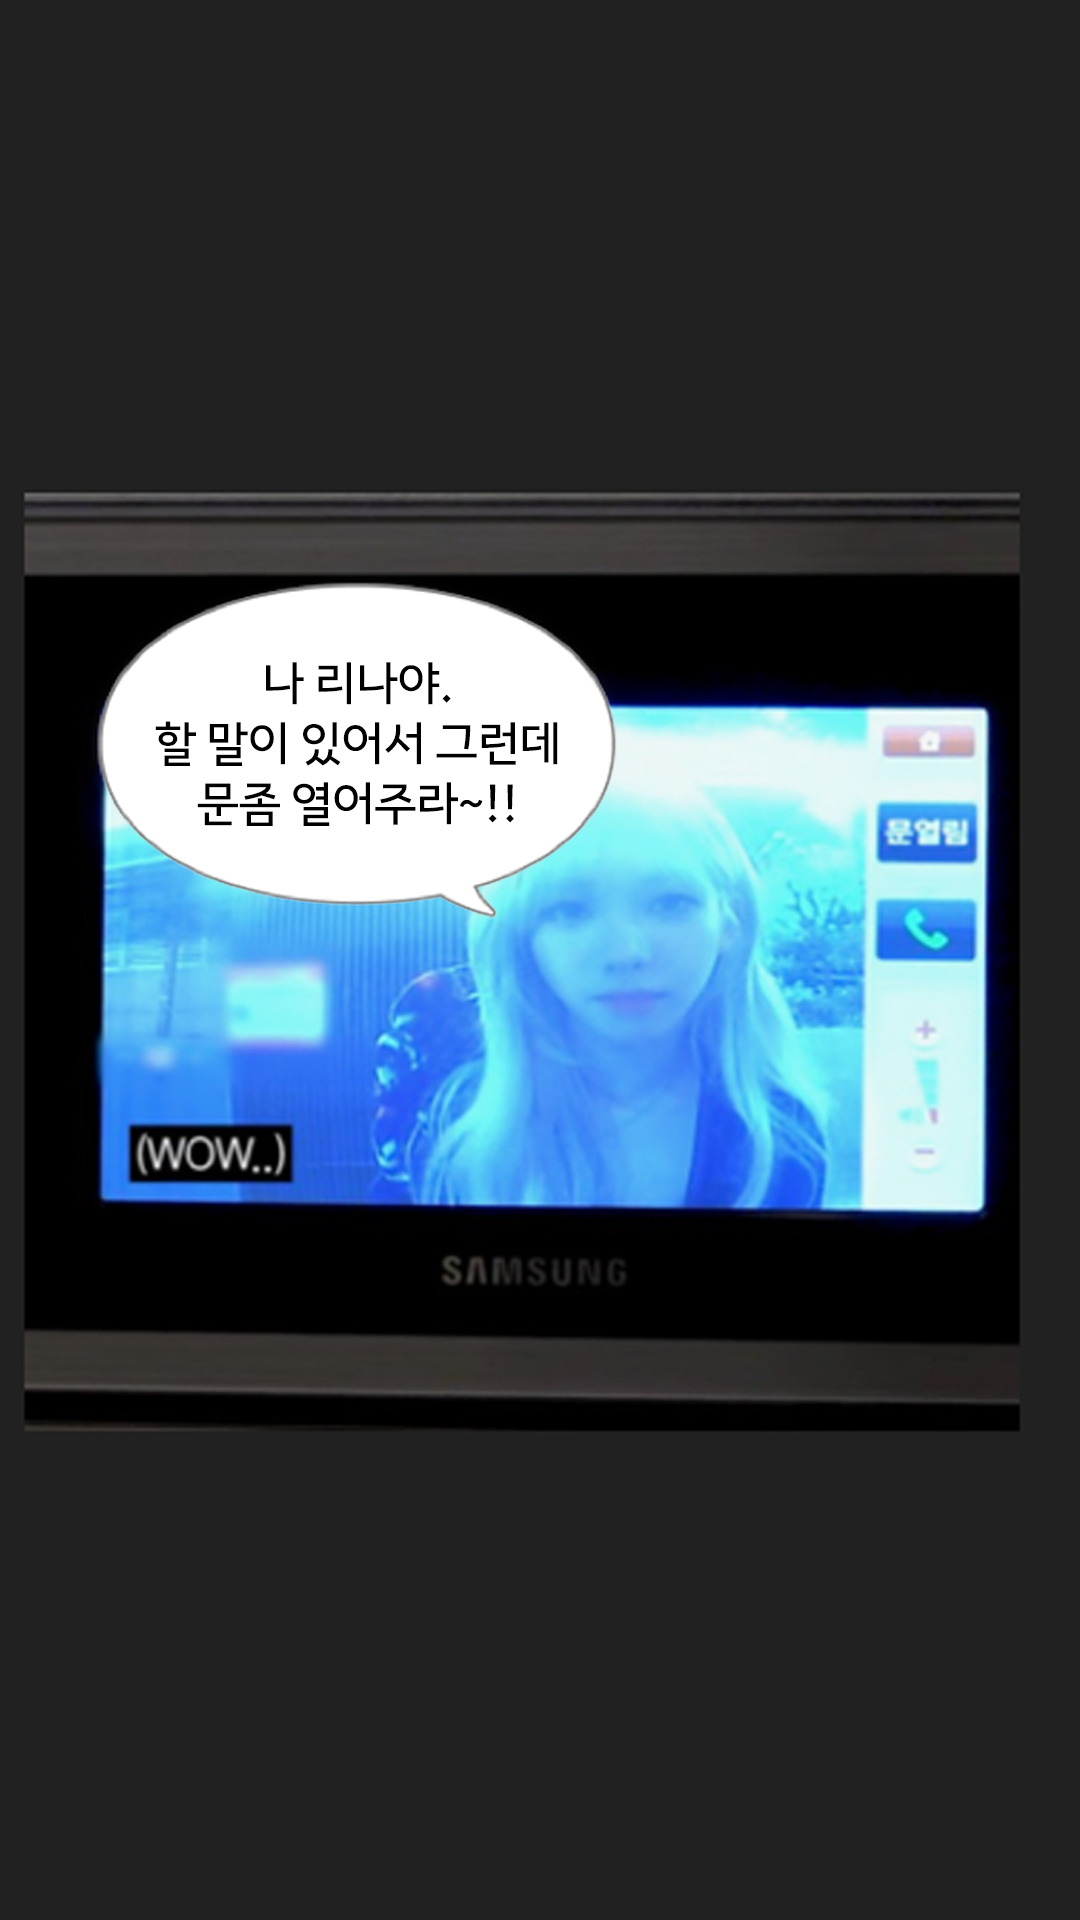 나 리나야.
할 말이 있어서 그런데
문좀 열어주라~!!
문열림
(WOW..)
SAMSUNG